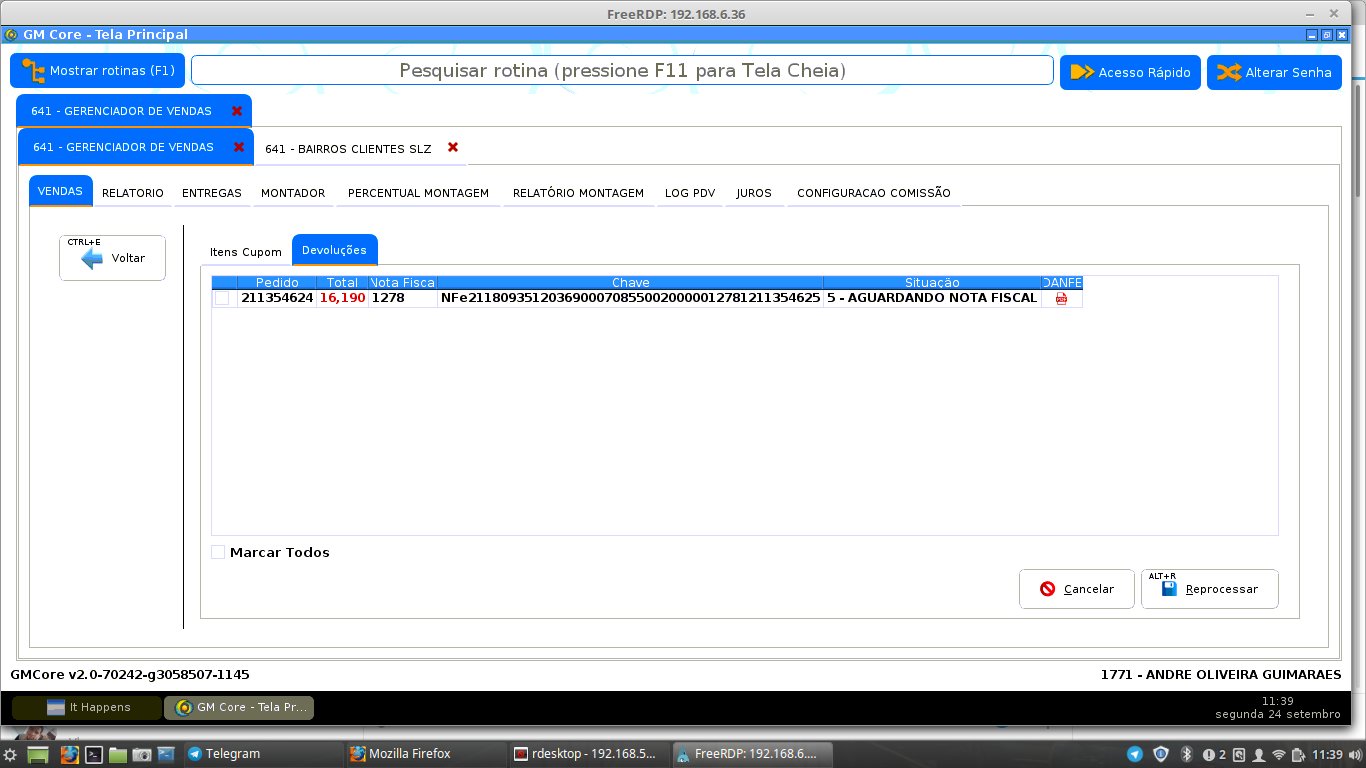 FreeRDP: 192.168.6.36
GM Core - Tela Principal
Mostrar rotinas (F1)
Pesquisar rotina (pressione F11 para Tela Cheia)
Acesso Rápido
Alterar Senha
641 - GERENCIADOR DE VENDAS
641 - GERENCIADOR DE VENDAS
641 - BAIRROS CLIENTES SLZ
VENDAS RELATORIO ENTREGAS MONTADOR PERCENTUAL MONTAGEM RELATÓRIO MONTAGEM LOG PDV JUROS CONFIGURACAO COMISSÃO
CTRL+E
Voltar
Itens Cupom Devoluções
Pedido Total Nota Fisca Chave Situação DANFE
211354624 16,190 1278 NFe21180935120369000708550020000012781211354625 5 - AGUARDANDO NOTA FISCAL
Marcar Todos
Cancelar
ALT+R
Reprocessar
GMCore v2.0-70242-g3058507-1145
1771 - ANDRE OLIVEIRA GUIMARAES
It Happens
GM Core - Tela Pr...
11:39
segunda 24 setembro
Telegram
Mozilla Firefox
rdesktop - 192.168.5...
FreeRDP: 192.168.6....
2
11:39